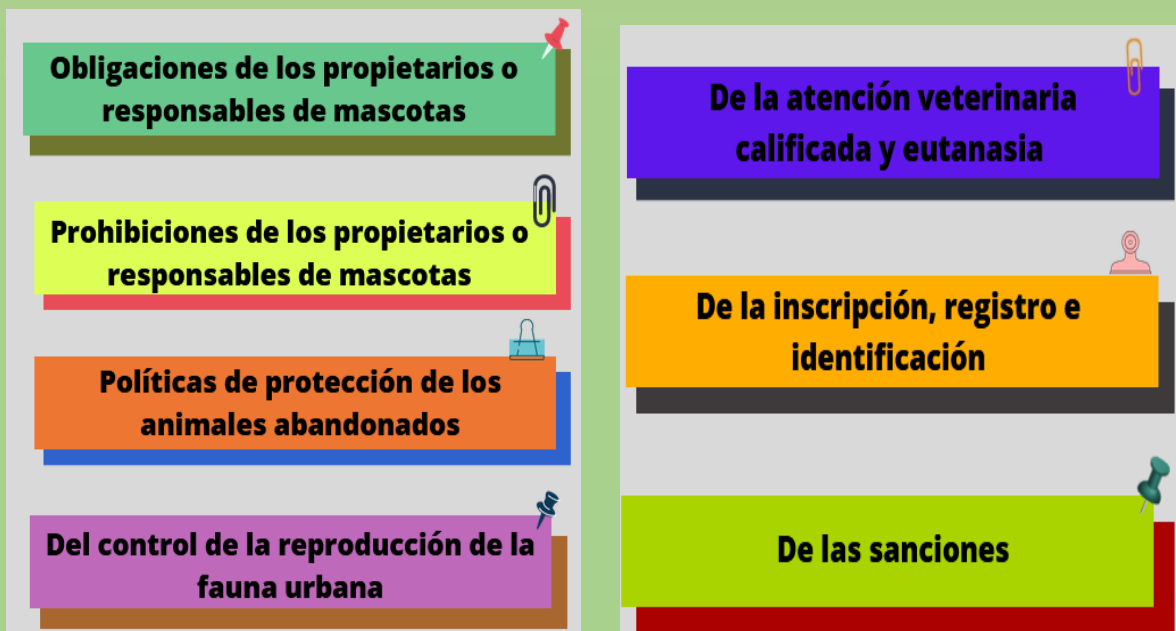 Obligaciones de los propietarios o
responsables de mascotas
Prohibiciones de los propietarios o
responsables de mascotas
Políticas de protección de los
animales abandonados
Del control de la reproducción de la
fauna urbana
De la atención veterinaria
calificada y eutanasia
De la inscripción, registro e
identificación
De las sanciones